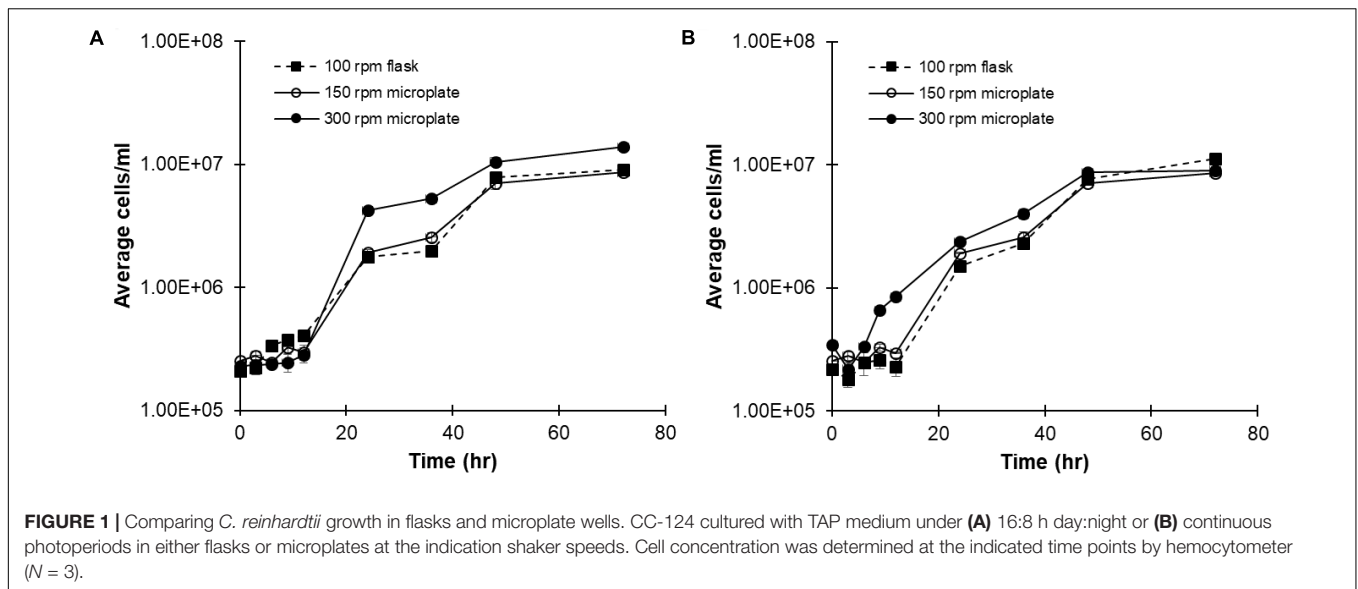 A
1.00E+08
1.00E+07
1.00E+06
1.00E+05
Average cells/ml
100 rpm flask
150 rpm microplate
300 rpm microplate
0 20 40 60 80
Time (hr)
B
1.00E+08
1.00E+07
1.00E+06
1.00E+05
Average cells/ml
100 rpm flask
150 rpm microplate
300 rpm microplate
0 20 40 60 80
Time (hr)
FIGURE 1 | Comparing C. reinhardtii growth in flasks and microplate wells. CC-124 cultured with TAP medium under (A) 16:8 h day:night or (B) continuous
photoperiods in either flasks or microplates at the indication shaker speeds. Cell concentration was determined at the indicated time points by hemocytometer
(N = 3).